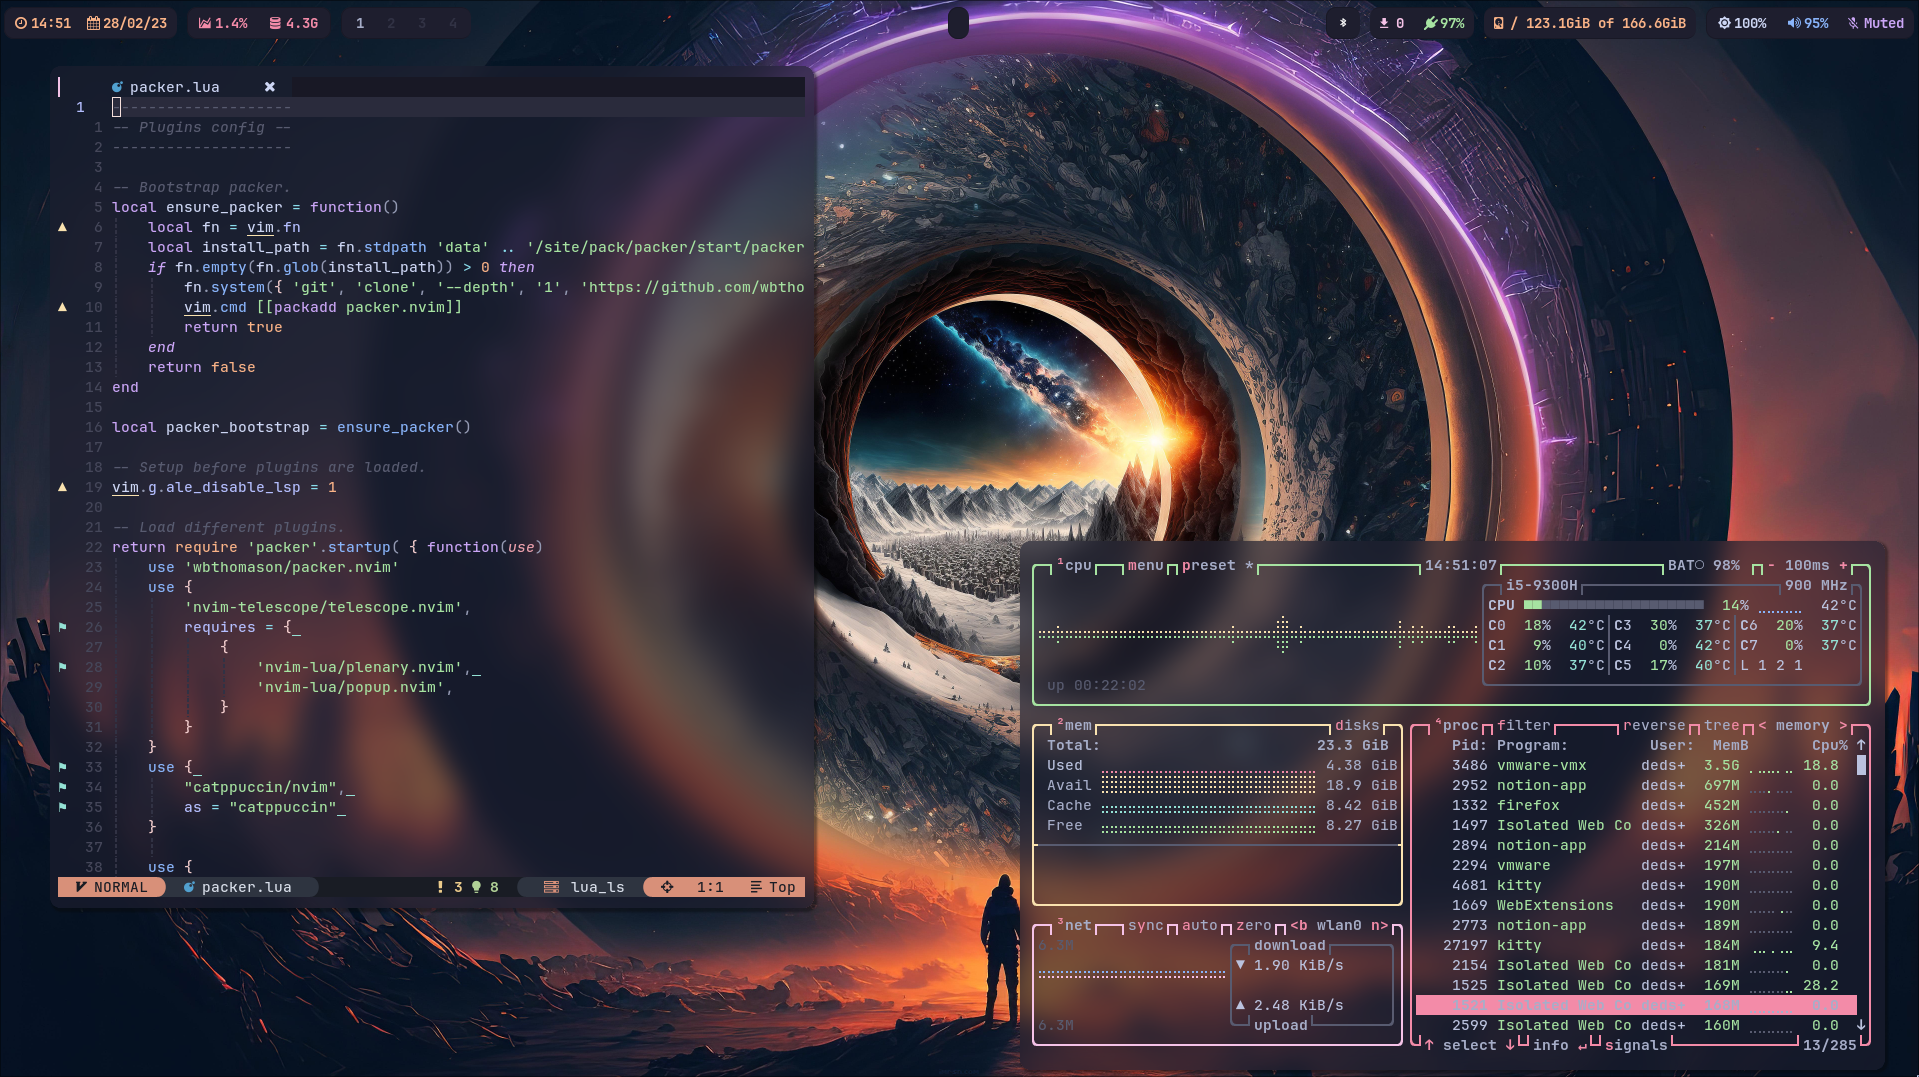 14:51 28/02/23 1.4% 4.3G 1 2 3 4
0 97% / 123.1GiB of 166.6GiB 100% 95% Muted
packer.lua ✖
1 --------------------
1 -- Plugins config --
2 --------------------
3
4 -- Bootstrap packer.
5 local ensure_packer = function()
6 local fn = vim.fn
7 local install_path = fn.stdpath 'data' .. '/site/pack/packer/start/packer
8 if fn.empty(fn.glob(install_path)) > 0 then
9 fn.system({ 'git', 'clone', '--depth', '1', 'https://github.com/wbtho
10 vim.cmd [[packadd packer.nvim]]
11 return true
12 end
13 return false
14 end
15
16 local packer_bootstrap = ensure_packer()
17
18 -- Setup before plugins are loaded.
19 vim.g.ale_disable_lsp = 1
20
21 -- Load different plugins.
22 return require 'packer'.startup( { function(use)
23 use 'wbthomason/packer.nvim'
24 use {
25 'nvim-telescope/telescope.nvim',
26 requires = {_
27 {
28 'nvim-lua/plenary.nvim',_
29 'nvim-lua/popup.nvim',
30 }
31 }
32 }
33 use {_
34 "catppuccin/nvim",_
35 as = "catppuccin"_
36 }
37
38 use {
NORMAL packer.lua ! 3 8 lua_ls 1:1 Top
¹cpu menu preset * 14:51:07 BAT○ 98% - 100ms +
i5-9300H 900 MHz
CPU 14% 42°C
C0 18% 42°C C3 30% 37°C C6 20% 37°C
C1 9% 40°C C4 0% 42°C C7 0% 37°C
C2 10% 37°C C5 17% 40°C L 1 2 1
up 00:22:02
²mem disks
Total: 23.3 GiB
Used 4.38 GiB
Avail 18.9 GiB
Cache 8.42 GiB
Free 8.27 GiB
³net sync auto zero <b wlan0 n>
6.3M download
▼ 1.90 KiB/s
▲ 2.48 KiB/s
6.3M upload
⁴proc filter reverse tree < memory >
Pid: Program: User: MemB Cpu% ↑
3486 vmware-vmx deds+ 3.5G 18.8
2952 notion-app deds+ 697M 0.0
1332 firefox deds+ 452M 0.0
1497 Isolated Web Co deds+ 326M 0.0
2894 notion-app deds+ 214M 0.0
2294 vmware deds+ 197M 0.0
4681 kitty deds+ 190M 0.0
1669 WebExtensions deds+ 190M 0.0
2773 notion-app deds+ 189M 0.0
27197 kitty deds+ 184M 9.4
2154 Isolated Web Co deds+ 181M 0.0
1525 Isolated Web Co deds+ 169M 28.2
Isolated Web Co deds+
2599 Isolated Web Co deds+ 160M 0.0 ↓
↑ select ↓ info ↵ signals 13/285